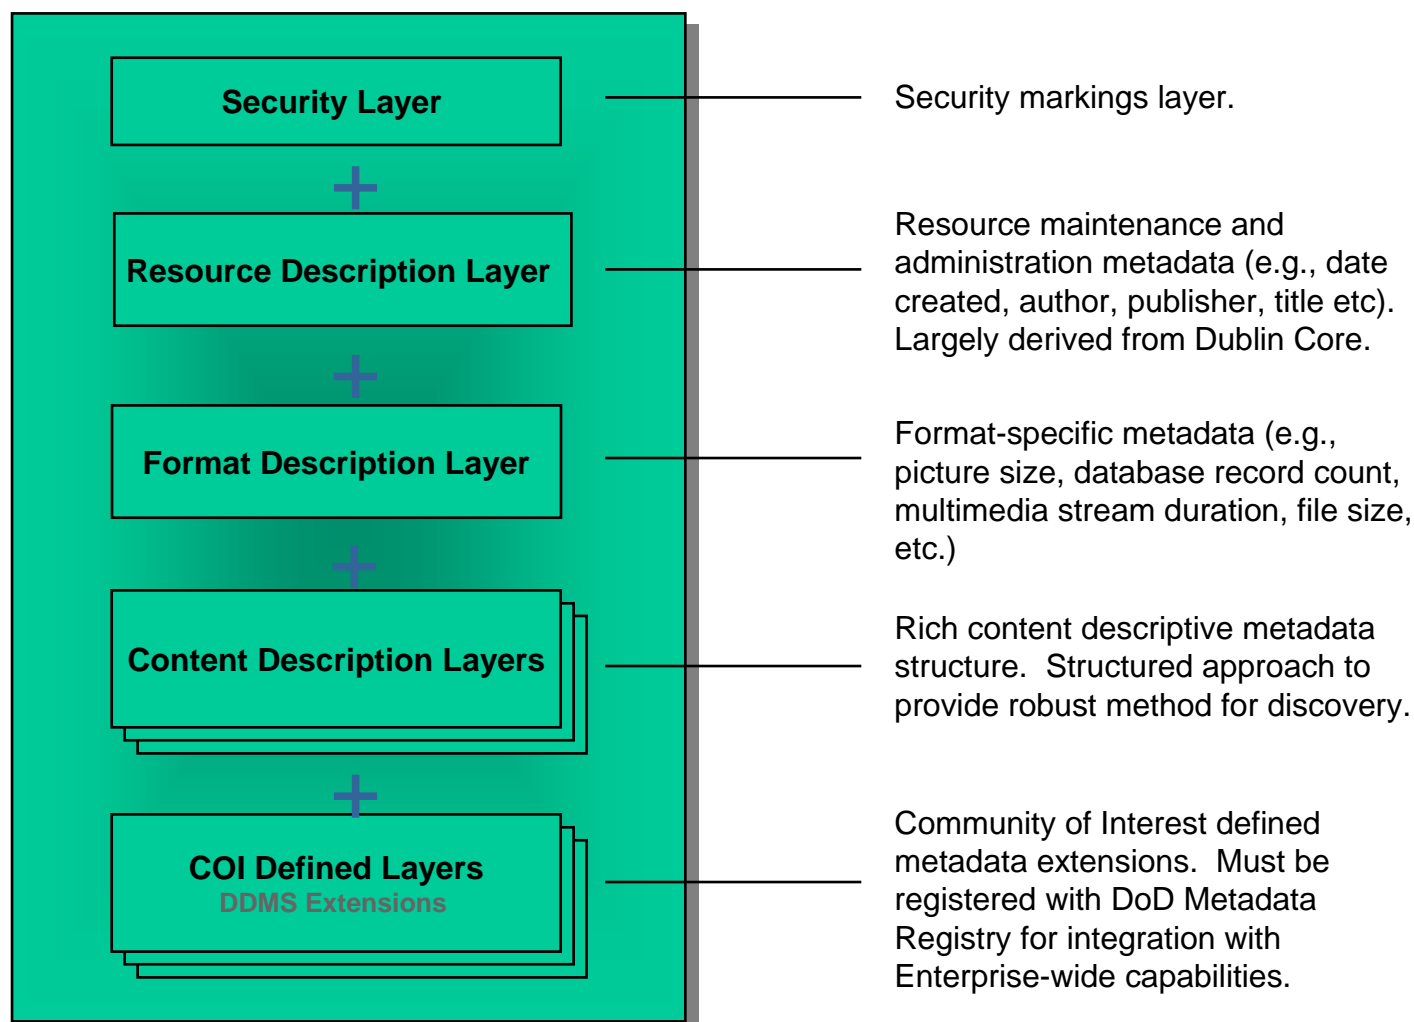 Security Layer
Security markings layer.
+
Resource Description Layer
Resource maintenance and
administration metadata (e.g., date
created, author, publisher, title etc).
Largely derived from Dublin Core.
+
Format Description Layer
Format-specific metadata (e.g.,
picture size, database record count,
multimedia stream duration, file size,
etc.)
+
Content Description Layers
Rich content descriptive metadata
structure.  Structured approach to
provide robust method for discovery.
+
COI Defined Layers
DDMS Extensions
Community of Interest defined
metadata extensions.  Must be
registered with DoD Metadata
Registry for integration with
Enterprise-wide capabilities.